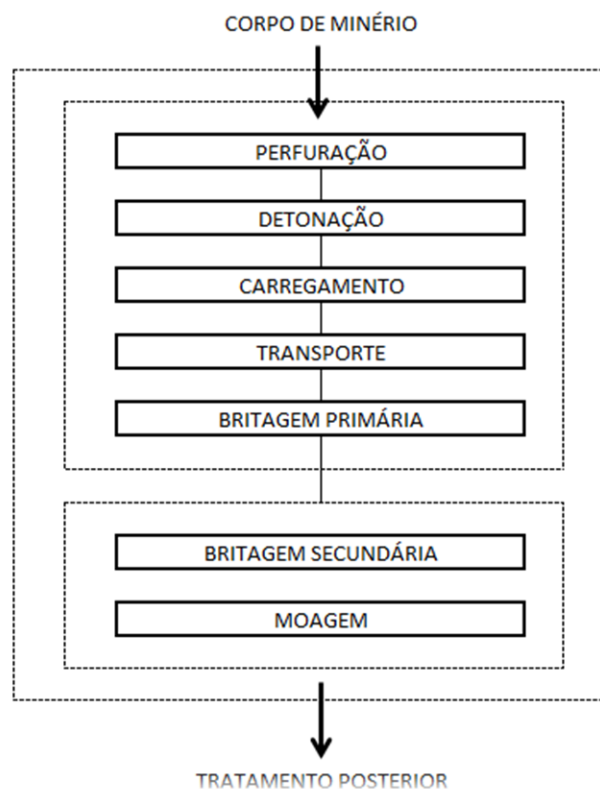 CORPO DE MINÉRIO
PERFURAÇÃO
DETONAÇÃO
CARREGAMENTO
TRANSPORTE
BRITAGEM PRIMÁRIA
BRITAGEM SECUNDÁRIA
MOAGEM
TRATAMENTO POSTERIOR